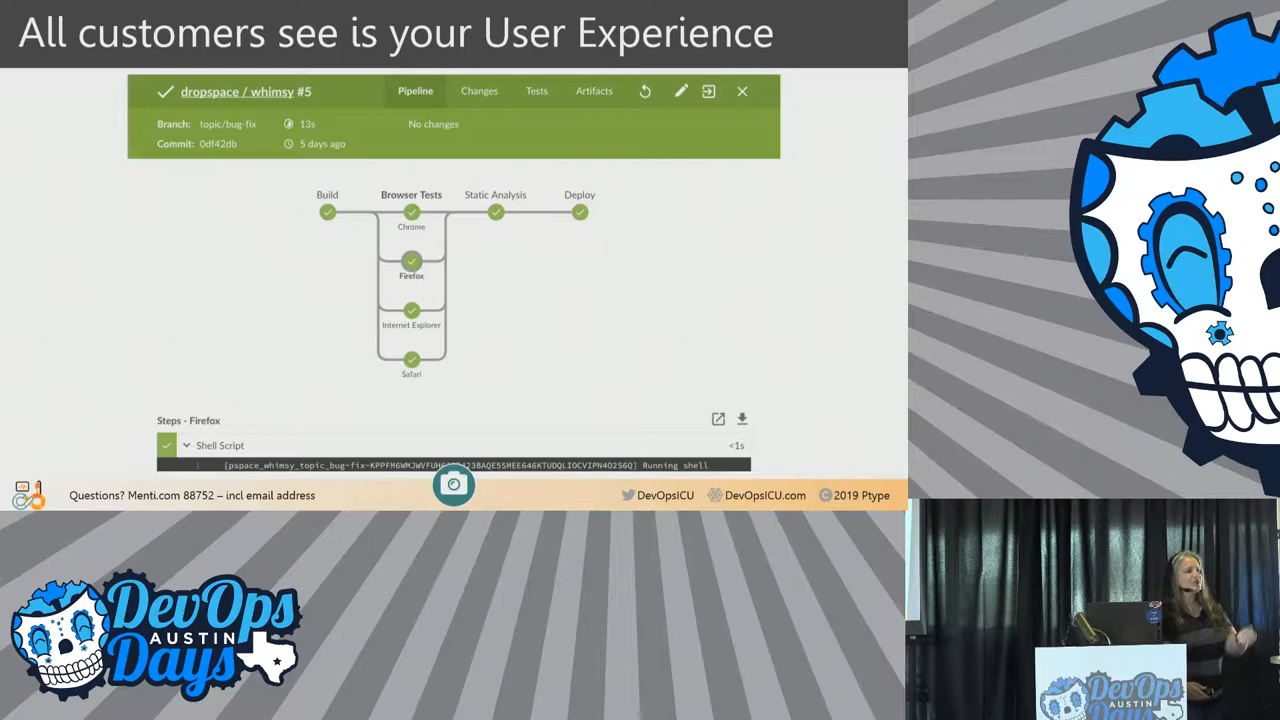 All customers see is your User Experience
dropspace / whimsy #5
Pipeline
Changes
Tests
Artifacts
Branch: topic/bug-fix
13s
No changes
Commit: 0df42db
5 days ago
Build
Browser Tests
Static Analysis
Deploy
Chrome
Firefox
Internet Explorer
Safari
Steps - Firefox
Shell Script
<1s
1
Running shell
Questions? Menti.com 88752 – incl email address
DevOpsICU
DevOpsICU.com
2019 Ptype
DevOps
AUSTIN
Days
DevOps
AUSTIN
Days